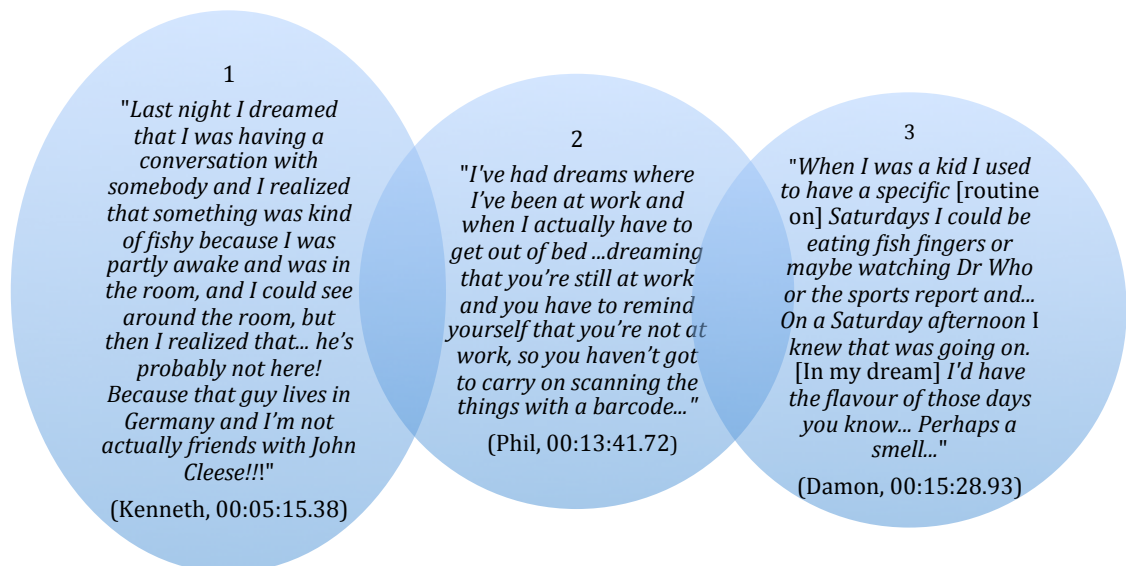 1
"Last night I dreamed
that I was having a
conversation with
somebody and I realized
that something was kind
of fishy because I was
partly awake and was in
the room, and I could see
around the room, but
then I realized that... he's
probably not here!
Because that guy lives in
Germany and I'm not
actually friends with John
Cleese!!!"
(Kenneth, 00:05:15.38)
2
"I've had dreams where
I've been at work and
when I actually have to
get out of bed ...dreaming
that you're still at work
and you have to remind
yourself that you're not at
work, so you haven't got
to carry on scanning the
things with a barcode..."
(Phil, 00:13:41.72)
3
"When I was a kid I used
to have a specific [routine
on] Saturdays I could be
eating fish fingers or
maybe watching Dr Who
or the sports report and...
On a Saturday afternoon I
knew that was going on.
[In my dream] I'd have
the flavour of those days
you know... Perhaps a
smell..."
(Damon, 00:15:28.93)